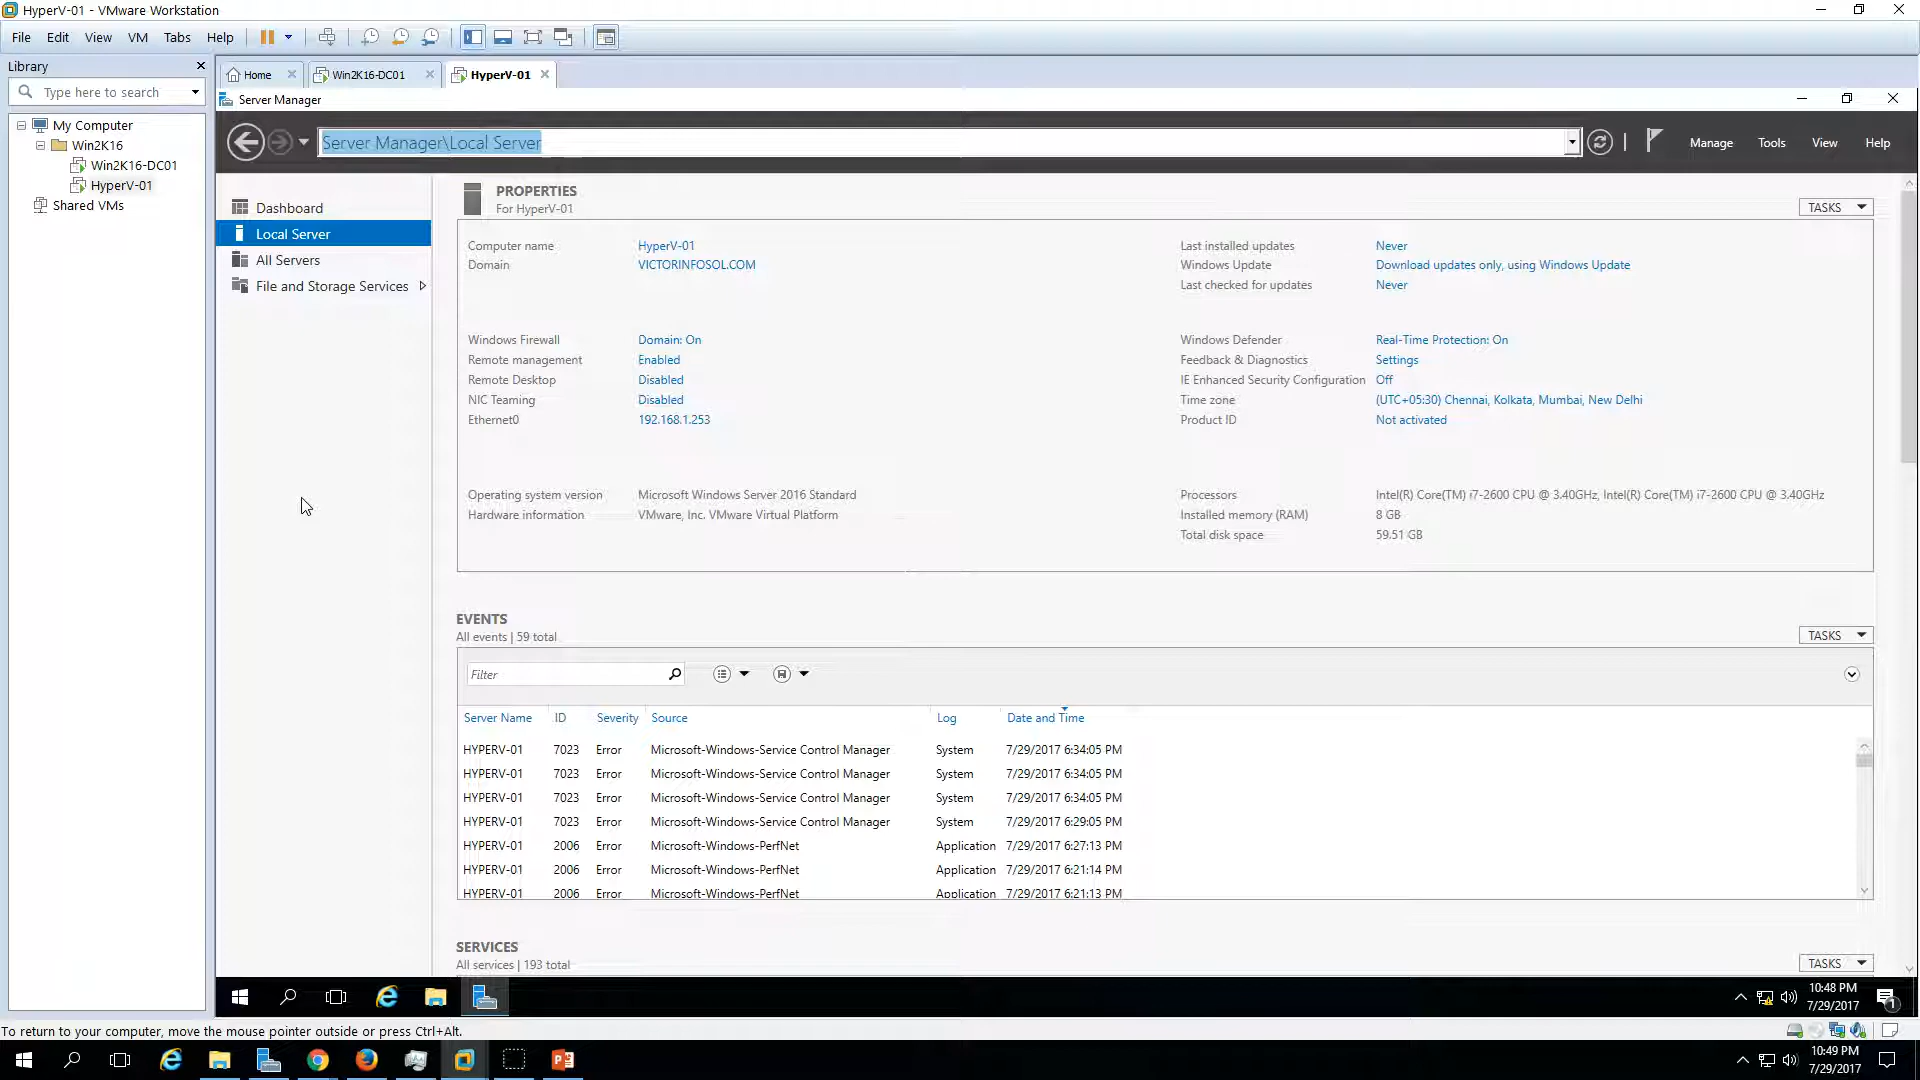 HyperV-01 - VMware Workstation
File Edit View VM Tabs Help
Library
Type here to search
My Computer
Win2K16
Win2K16-DC01
HyperV-01
Shared VMs
Home Win2K16-DC01 HyperV-01
Server Manager
Server Manager\Local Server
Manage Tools View Help
Dashboard
Local Server
All Servers
File and Storage Services
PROPERTIES
For HyperV-01
TASKS
Computer name HyperV-01
Domain VICTORINFOSOL.COM
Last installed updates Never
Windows Update Download updates only, using Windows Update
Last checked for updates Never
Windows Firewall Domain: On
Remote management Enabled
Remote Desktop Disabled
NIC Teaming Disabled
Ethernet0 192.168.1.253
Windows Defender Real-Time Protection: On
Feedback & Diagnostics Settings
IE Enhanced Security Configuration Off
Time zone (UTC+05:30) Chennai, Kolkata, Mumbai, New Delhi
Product ID Not activated
Operating system version Microsoft Windows Server 2016 Standard
Hardware information VMware, Inc. VMware Virtual Platform
Processors Intel(R) Core(TM) i7-2600 CPU @ 3.40GHz, Intel(R) Core(TM) i7-2600 CPU @ 3.40GHz
Installed memory (RAM) 8 GB
Total disk space 59.51 GB
EVENTS
All events | 59 total
TASKS
Filter
Server Name ID Severity Source Log Date and Time
HYPERV-01 7023 Error Microsoft-Windows-Service Control Manager System 7/29/2017 6:34:05 PM
HYPERV-01 7023 Error Microsoft-Windows-Service Control Manager System 7/29/2017 6:34:05 PM
HYPERV-01 7023 Error Microsoft-Windows-Service Control Manager System 7/29/2017 6:34:05 PM
HYPERV-01 7023 Error Microsoft-Windows-Service Control Manager System 7/29/2017 6:29:05 PM
HYPERV-01 2006 Error Microsoft-Windows-PerfNet Application 7/29/2017 6:27:13 PM
HYPERV-01 2006 Error Microsoft-Windows-PerfNet Application 7/29/2017 6:21:14 PM
HYPERV-01 2006 Error Microsoft-Windows-PerfNet Application 7/29/2017 6:21:13 PM
SERVICES
All services | 193 total
TASKS
10:48 PM
7/29/2017
1
To return to your computer, move the mouse pointer outside or press Ctrl+Alt.
10:49 PM
7/29/2017